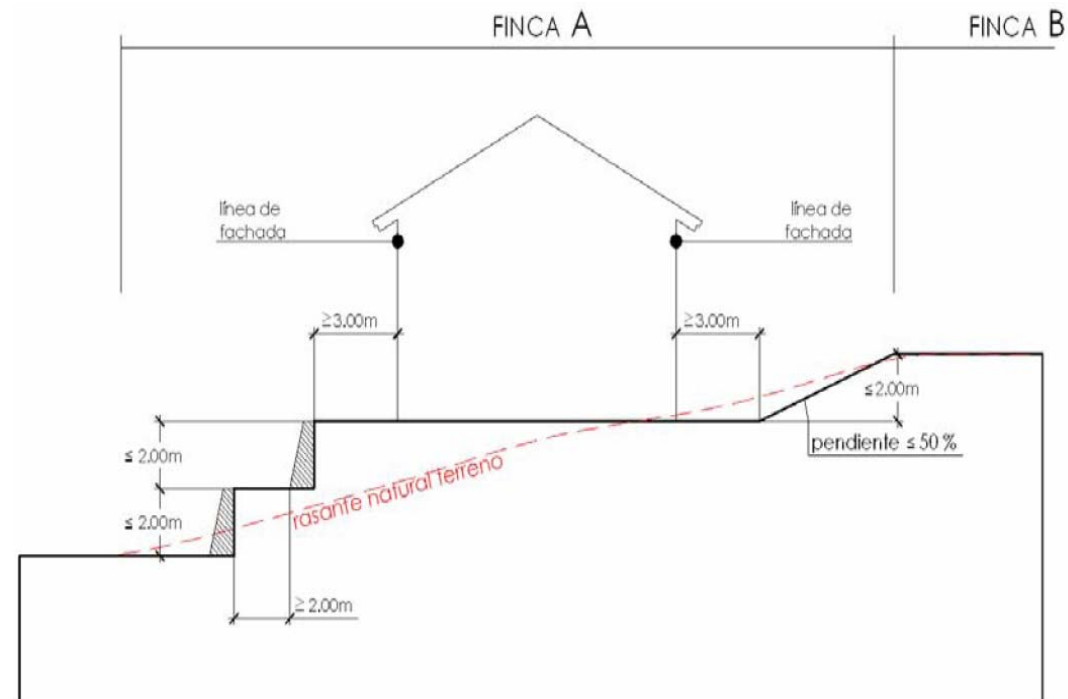 FINCA A
FINCA B
línea de
fachada
línea de
fachada
≥3.00m
≥3.00m
≤2.00m
pendiente ≤ 50 %
≤ 2.00m
rasante natural terreno
≤ 2.00m
≥ 2.00m